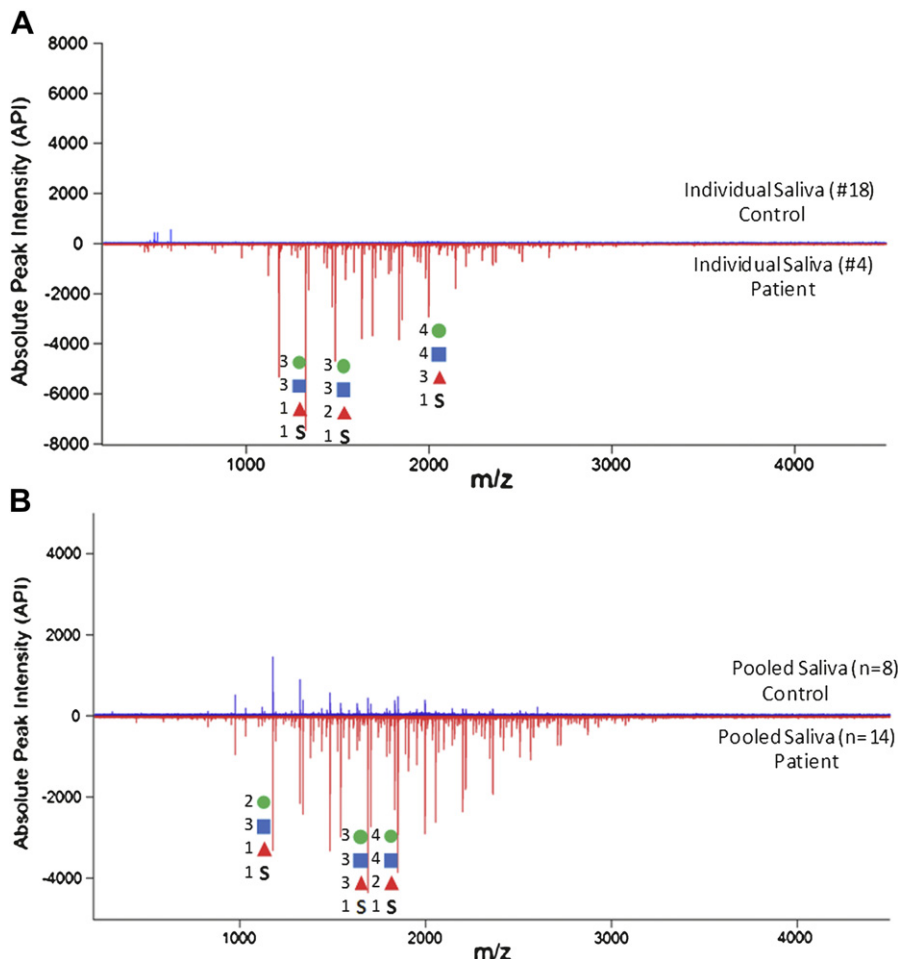 A
Absolute Peak Intensity (API)
8000
6000
4000
2000
0
-2000
-4000
-6000
-8000
Individual Saliva (#18)
Control
Individual Saliva (#4)
Patient
3
3
1
1 S
3
3
2
1 S
4
4
3
1 S
1000 2000 3000 4000
m/z
B
Absolute Peak Intensity (API)
4000
2000
0
-2000
-4000
Pooled Saliva (n=8)
Control
Pooled Saliva (n=14)
Patient
2
3
1
1 S
3 4
3 4
3 2
1 S 1 S
1000 2000 3000 4000
m/z